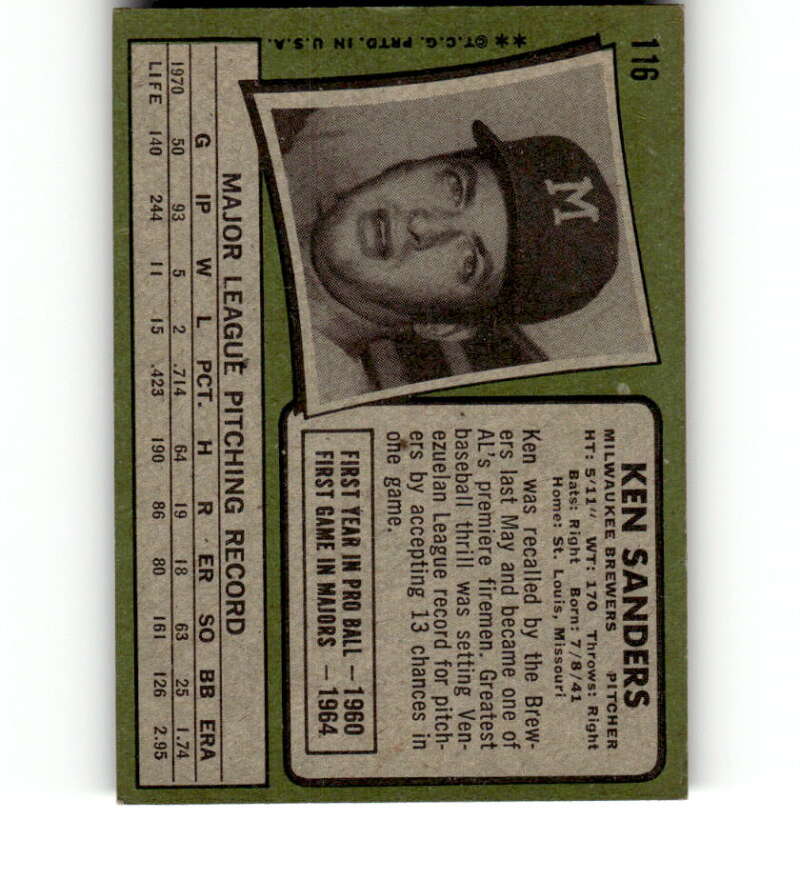 116
**©T.C.G. PRTD. IN U.S.A.
M
KEN SANDERS
MILWAUKEE BREWERS PITCHER
HT: 5'11" WT: 170 Throws: Right
Bats: Right Born: 7/8/41
Home: St. Louis, Missouri
Ken was recalled by the Brew-
ers last May and became one of
AL's premiere firemen. Greatest
baseball thrill was setting Ven-
ezuelan League record for pitch-
ers by accepting 13 chances in
one game.
FIRST YEAR IN PRO BALL — 1960
FIRST GAME IN MAJORS — 1964
MAJOR LEAGUE PITCHING RECORD
G IP W L PCT. H R ER SO BB ERA
1970 50 93 5 2 .714 64 19 18 63 25 1.74
LIFE 140 244 11 15 .423 190 86 80 161 126 2.95